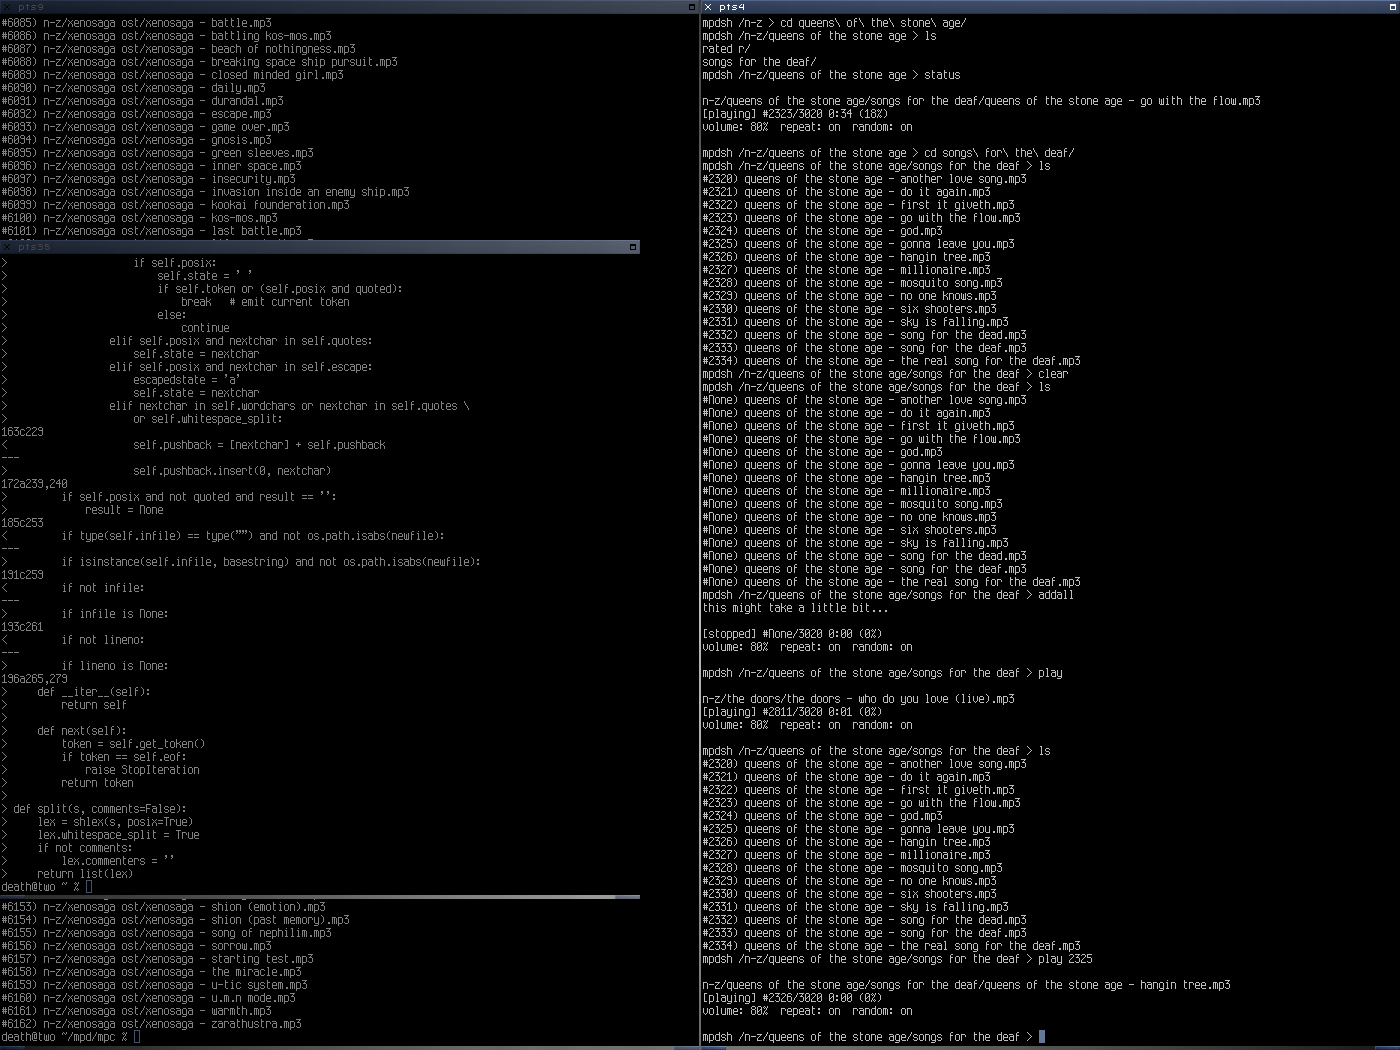 pts9
#6085) n-z/xenosaga ost/xenosaga - battle.mp3
#6086) n-z/xenosaga ost/xenosaga - battling kos-mos.mp3
#6087) n-z/xenosaga ost/xenosaga - beach of nothingness.mp3
#6088) n-z/xenosaga ost/xenosaga - breaking space ship pursuit.mp3
#6089) n-z/xenosaga ost/xenosaga - closed minded girl.mp3
#6090) n-z/xenosaga ost/xenosaga - daily.mp3
#6091) n-z/xenosaga ost/xenosaga - durandal.mp3
#6092) n-z/xenosaga ost/xenosaga - escape.mp3
#6093) n-z/xenosaga ost/xenosaga - game over.mp3
#6094) n-z/xenosaga ost/xenosaga - gnosis.mp3
#6095) n-z/xenosaga ost/xenosaga - green sleeves.mp3
#6096) n-z/xenosaga ost/xenosaga - inner space.mp3
#6097) n-z/xenosaga ost/xenosaga - insecurity.mp3
#6098) n-z/xenosaga ost/xenosaga - invasion inside an enemy ship.mp3
#6099) n-z/xenosaga ost/xenosaga - kookai founderation.mp3
#6100) n-z/xenosaga ost/xenosaga - kos-mos.mp3
#6101) n-z/xenosaga ost/xenosaga - last battle.mp3
pts35
>                     if self.posix:
>                         self.state = ' '
>                         if self.token or (self.posix and quoted):
>                             break   # emit current token
>                         else:
>                             continue
>                 elif self.posix and nextchar in self.quotes:
>                     self.state = nextchar
>                 elif self.posix and nextchar in self.escape:
>                     escapedstate = 'a'
>                     self.state = nextchar
>                 elif nextchar in self.wordchars or nextchar in self.quotes \
>                     or self.whitespace_split:
163c229
<                     self.pushback = [nextchar] + self.pushback
---
>                     self.pushback.insert(0, nextchar)
172a239,240
>         if self.posix and not quoted and result == '':
>             result = None
185c253
<         if type(self.infile) == type("") and not os.path.isabs(newfile):
---
>         if isinstance(self.infile, basestring) and not os.path.isabs(newfile):
191c259
<         if not infile:
---
>         if infile is None:
193c261
<         if not lineno:
---
>         if lineno is None:
196a265,279
>     def __iter__(self):
>         return self
>
>     def next(self):
>         token = self.get_token()
>         if token == self.eof:
>             raise StopIteration
>         return token
>
> def split(s, comments=False):
>     lex = shlex(s, posix=True)
>     lex.whitespace_split = True
>     if not comments:
>         lex.commenters = ''
>     return list(lex)
death@two ~ %
#6153) n-z/xenosaga ost/xenosaga - shion (emotion).mp3
#6154) n-z/xenosaga ost/xenosaga - shion (past memory).mp3
#6155) n-z/xenosaga ost/xenosaga - song of nephilim.mp3
#6156) n-z/xenosaga ost/xenosaga - sorrow.mp3
#6157) n-z/xenosaga ost/xenosaga - starting test.mp3
#6158) n-z/xenosaga ost/xenosaga - the miracle.mp3
#6159) n-z/xenosaga ost/xenosaga - u-tic system.mp3
#6160) n-z/xenosaga ost/xenosaga - u.m.n mode.mp3
#6161) n-z/xenosaga ost/xenosaga - warmth.mp3
#6162) n-z/xenosaga ost/xenosaga - zarathustra.mp3
death@two ~/mpd/mpc %
pts4
mpdsh /n-z > cd queens\ of\ the\ stone\ age/
mpdsh /n-z/queens of the stone age > ls
rated r/
songs for the deaf/
mpdsh /n-z/queens of the stone age > status
n-z/queens of the stone age/songs for the deaf/queens of the stone age - go with the flow.mp3
[playing] #2323/3020 0:34 (18%)
volume: 80%  repeat: on  random: on
mpdsh /n-z/queens of the stone age > cd songs\ for\ the\ deaf/
mpdsh /n-z/queens of the stone age/songs for the deaf > ls
#2320) queens of the stone age - another love song.mp3
#2321) queens of the stone age - do it again.mp3
#2322) queens of the stone age - first it giveth.mp3
#2323) queens of the stone age - go with the flow.mp3
#2324) queens of the stone age - god.mp3
#2325) queens of the stone age - gonna leave you.mp3
#2326) queens of the stone age - hangin tree.mp3
#2327) queens of the stone age - millionaire.mp3
#2328) queens of the stone age - mosquito song.mp3
#2329) queens of the stone age - no one knows.mp3
#2330) queens of the stone age - six shooters.mp3
#2331) queens of the stone age - sky is falling.mp3
#2332) queens of the stone age - song for the dead.mp3
#2333) queens of the stone age - song for the deaf.mp3
#2334) queens of the stone age - the real song for the deaf.mp3
mpdsh /n-z/queens of the stone age/songs for the deaf > clear
mpdsh /n-z/queens of the stone age/songs for the deaf > ls
#None) queens of the stone age - another love song.mp3
#None) queens of the stone age - do it again.mp3
#None) queens of the stone age - first it giveth.mp3
#None) queens of the stone age - go with the flow.mp3
#None) queens of the stone age - god.mp3
#None) queens of the stone age - gonna leave you.mp3
#None) queens of the stone age - hangin tree.mp3
#None) queens of the stone age - millionaire.mp3
#None) queens of the stone age - mosquito song.mp3
#None) queens of the stone age - no one knows.mp3
#None) queens of the stone age - six shooters.mp3
#None) queens of the stone age - sky is falling.mp3
#None) queens of the stone age - song for the dead.mp3
#None) queens of the stone age - song for the deaf.mp3
#None) queens of the stone age - the real song for the deaf.mp3
mpdsh /n-z/queens of the stone age/songs for the deaf > addall
this might take a little bit...
[stopped] #None/3020 0:00 (0%)
volume: 80%  repeat: on  random: on
mpdsh /n-z/queens of the stone age/songs for the deaf > play
n-z/the doors/the doors - who do you love (live).mp3
[playing] #2811/3020 0:01 (0%)
volume: 80%  repeat: on  random: on
mpdsh /n-z/queens of the stone age/songs for the deaf > ls
#2320) queens of the stone age - another love song.mp3
#2321) queens of the stone age - do it again.mp3
#2322) queens of the stone age - first it giveth.mp3
#2323) queens of the stone age - go with the flow.mp3
#2324) queens of the stone age - god.mp3
#2325) queens of the stone age - gonna leave you.mp3
#2326) queens of the stone age - hangin tree.mp3
#2327) queens of the stone age - millionaire.mp3
#2328) queens of the stone age - mosquito song.mp3
#2329) queens of the stone age - no one knows.mp3
#2330) queens of the stone age - six shooters.mp3
#2331) queens of the stone age - sky is falling.mp3
#2332) queens of the stone age - song for the dead.mp3
#2333) queens of the stone age - song for the deaf.mp3
#2334) queens of the stone age - the real song for the deaf.mp3
mpdsh /n-z/queens of the stone age/songs for the deaf > play 2325
n-z/queens of the stone age/songs for the deaf/queens of the stone age - hangin tree.mp3
[playing] #2326/3020 0:00 (0%)
volume: 80%  repeat: on  random: on
mpdsh /n-z/queens of the stone age/songs for the deaf >